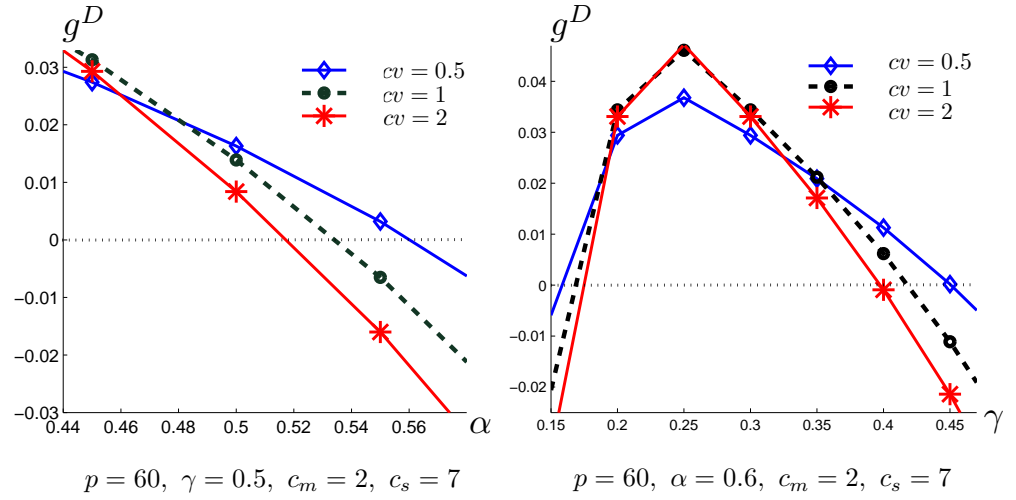 g^D
0.03
0.02
0.01
0
−0.01
−0.02
−0.03
0.44 0.46 0.48 0.5 0.52 0.54 0.56 α
cv = 0.5
cv = 1
cv = 2
p = 60, γ = 0.5, c_m = 2, c_s = 7
g^D
0.04
0.03
0.02
0.01
0
−0.01
−0.02
0.15 0.2 0.25 0.3 0.35 0.4 0.45 γ
cv = 0.5
cv = 1
cv = 2
p = 60, α = 0.6, c_m = 2, c_s = 7